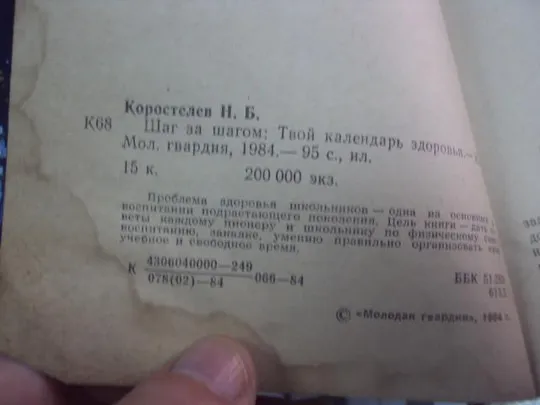 Коростелев Н. Б.
К68 Шаг за шагом: Твой календарь здоровья.—
Мол. гвардия, 1984.— 95 с., ил.
15 к. 200 000 экз.
Проблема здоровья школьников — одна из основных в
воспитании подрастающего поколения. Цель книги — дать
веты каждому пионеру и школьнику по физическому
воспитанию, закалке, умению правильно организовать
учебное и свободное время.
К 4306040000—249
078(02)—84 066—84
ББК
© «Молодая гвардия», 1984 г.